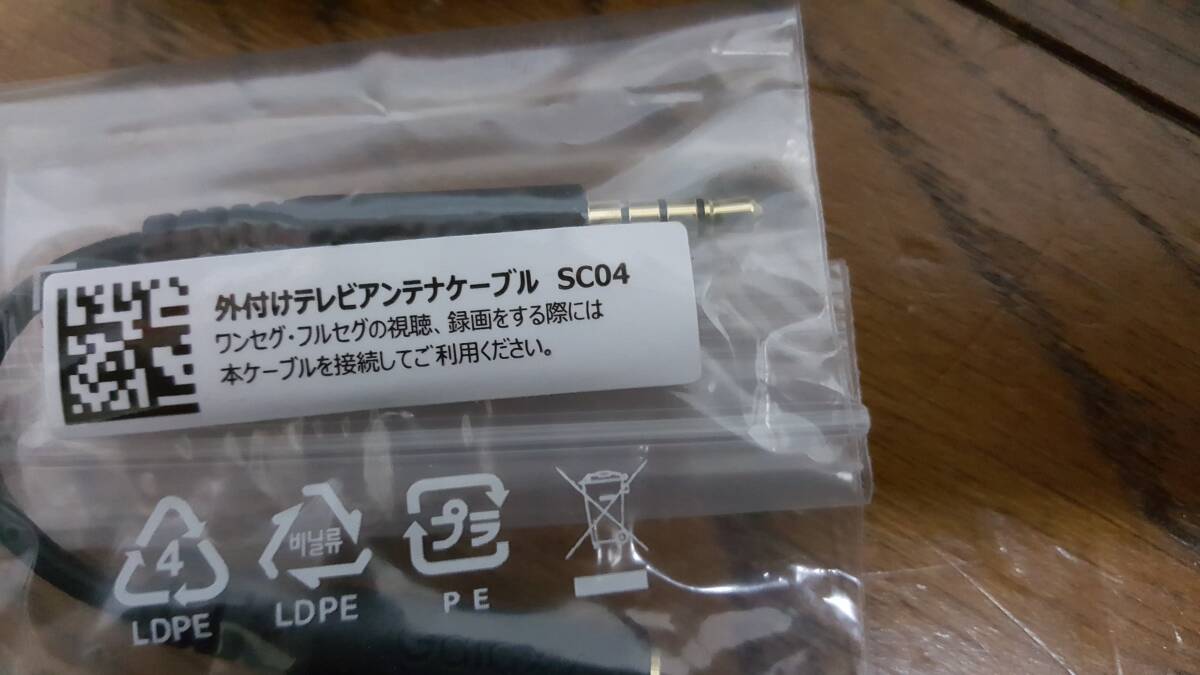 外付けテレビアンテナケーブル SC04
ワンセグ・フルセグの視聴、録画をする際には
本ケーブルを接続してご利用ください。
4
LDPE
비닐류
LDPE
プラ
PE